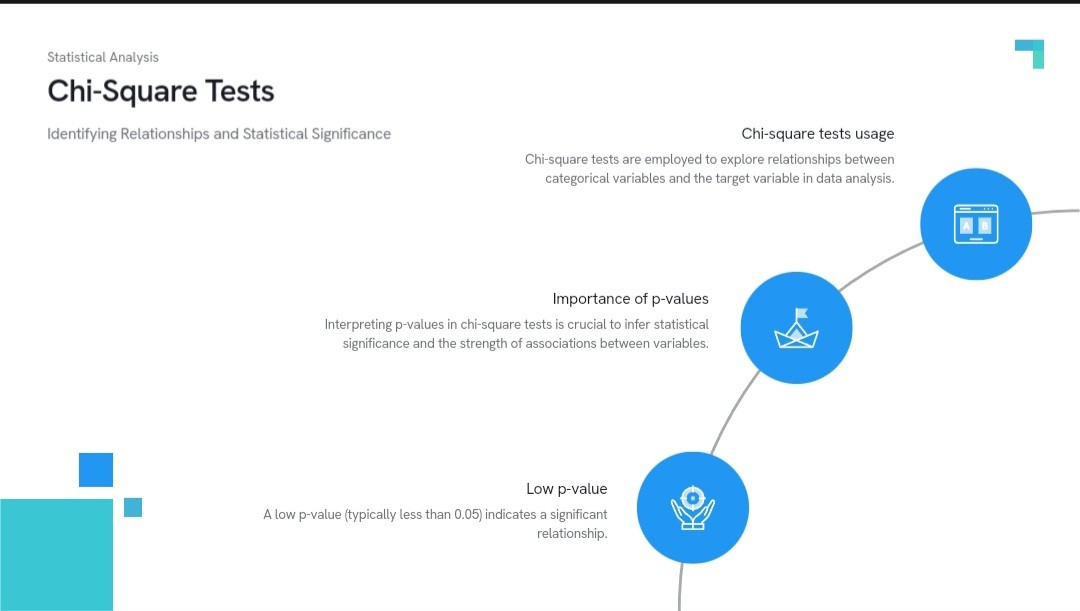 Statistical Analysis
Chi-Square Tests
Identifying Relationships and Statistical Significance
Chi-square tests usage
Chi-square tests are employed to explore relationships between
categorical variables and the target variable in data analysis.
A B
Importance of p-values
Interpreting p-values in chi-square tests is crucial to infer statistical
significance and the strength of associations between variables.
Low p-value
A low p-value (typically less than 0.05) indicates a significant
relationship.